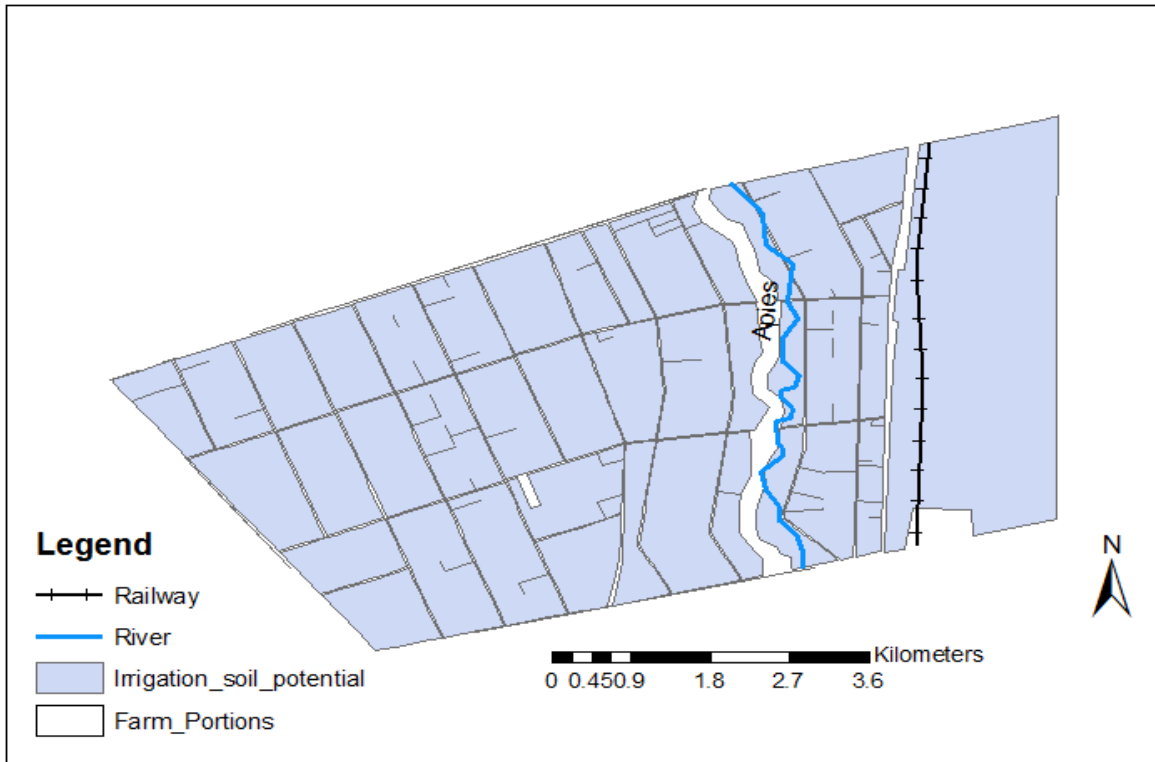 Apies
N
Legend
Railway
River
Irrigation_soil_potential
Farm_Portions
Kilometers
0 0.450.9 1.8 2.7 3.6